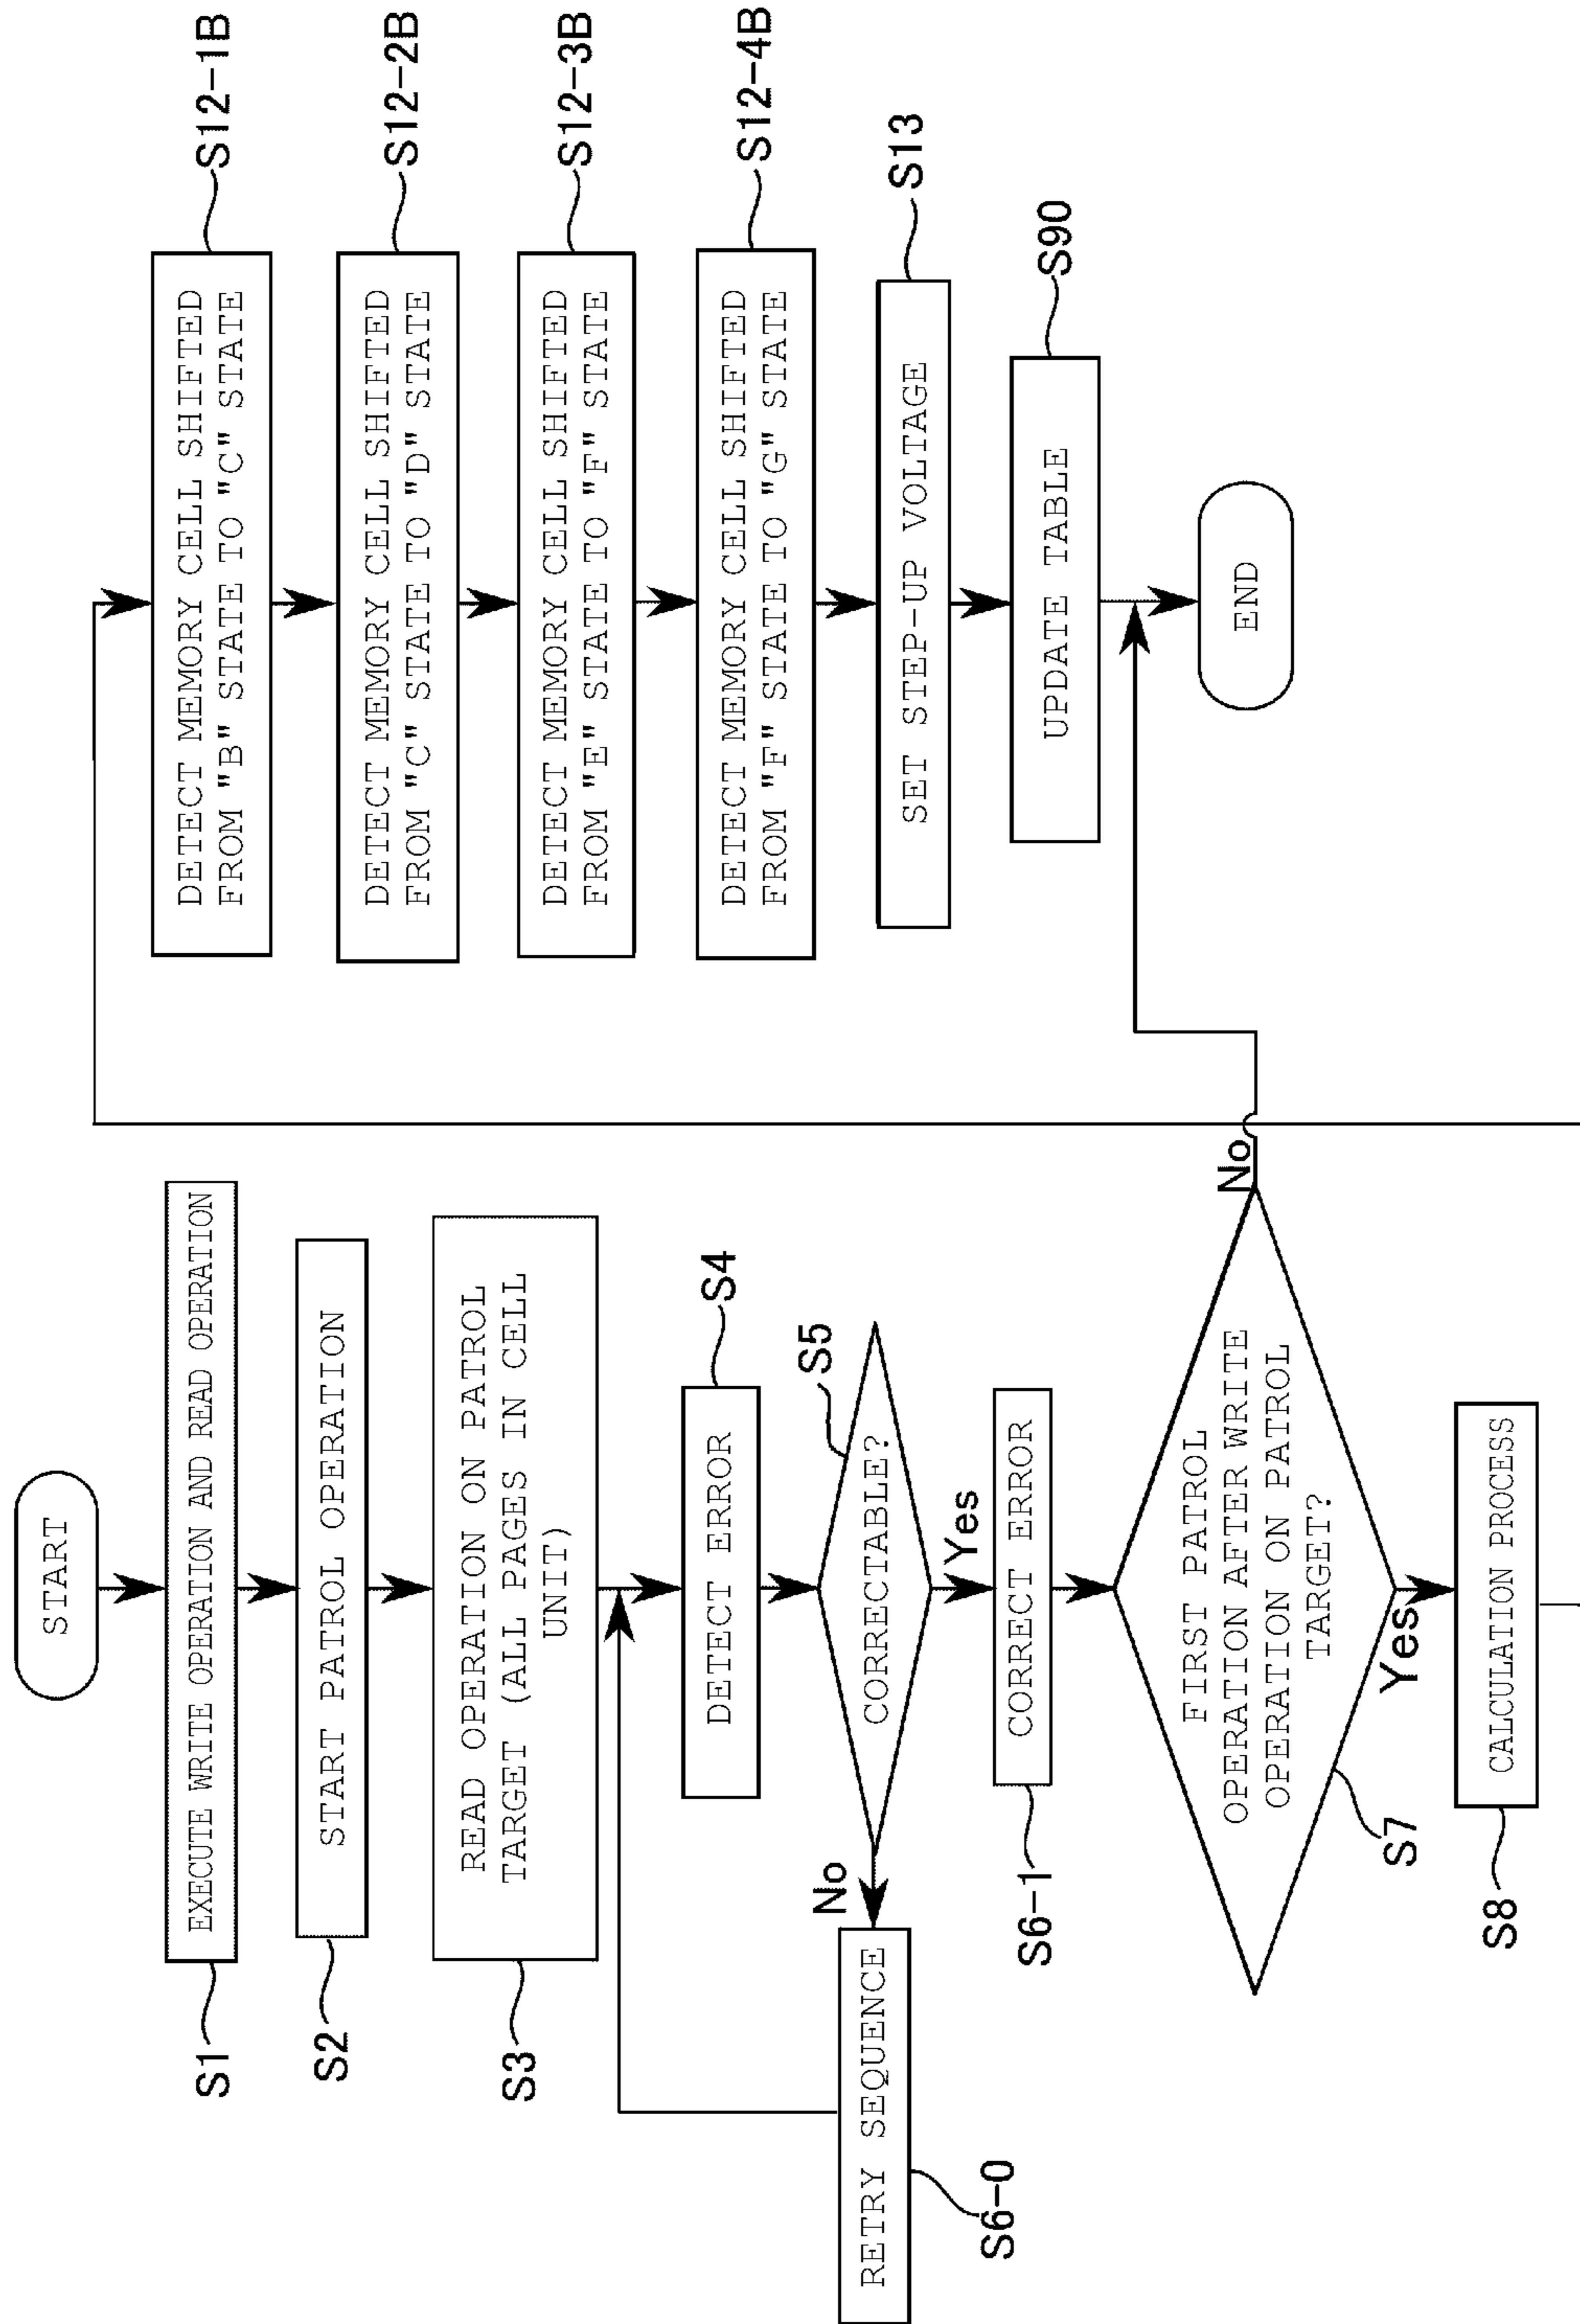 START
EXECUTE WRITE OPERATION AND READ OPERATION
S1
START PATROL OPERATION
S2
READ OPERATION ON PATROL
TARGET (ALL PAGES IN CELL
UNIT)
S3
DETECT ERROR
S4
CORRECTABLE?
S5
No
Yes
RETRY SEQUENCE
S6-0
CORRECT ERROR
S6-1
FIRST PATROL
OPERATION AFTER WRITE
OPERATION ON PATROL
TARGET?
S7
No
Yes
CALCULATION PROCESS
S8
DETECT MEMORY CELL SHIFTED
FROM "B" STATE TO "C" STATE
S12-1B
DETECT MEMORY CELL SHIFTED
FROM "C" STATE TO "D" STATE
S12-2B
DETECT MEMORY CELL SHIFTED
FROM "E" STATE TO "F" STATE
S12-3B
DETECT MEMORY CELL SHIFTED
FROM "F" STATE TO "G" STATE
S12-4B
SET STEP-UP VOLTAGE
S13
UPDATE TABLE
S90
END